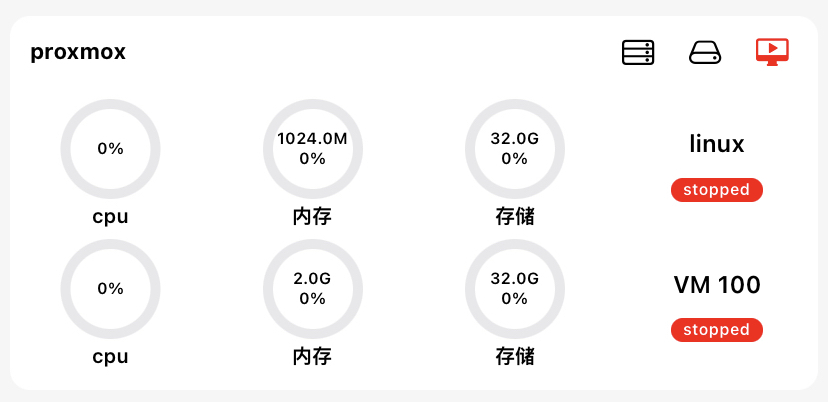 proxmox
0%
cpu
1024.0M
0%
内存
32.0G
0%
存储
linux
stopped
0%
cpu
2.0G
0%
内存
32.0G
0%
存储
VM 100
stopped